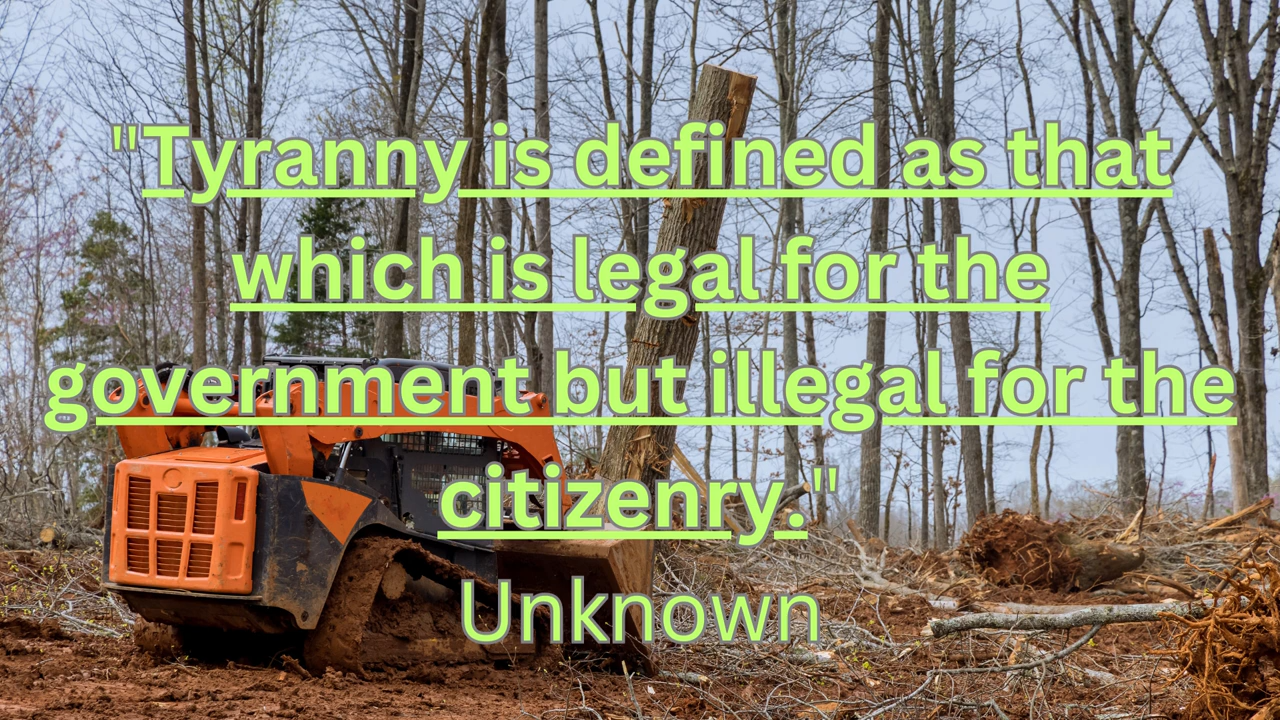 "Tyranny is defined as that
which is legal for the
government but illegal for the
citizenry."
Unknown